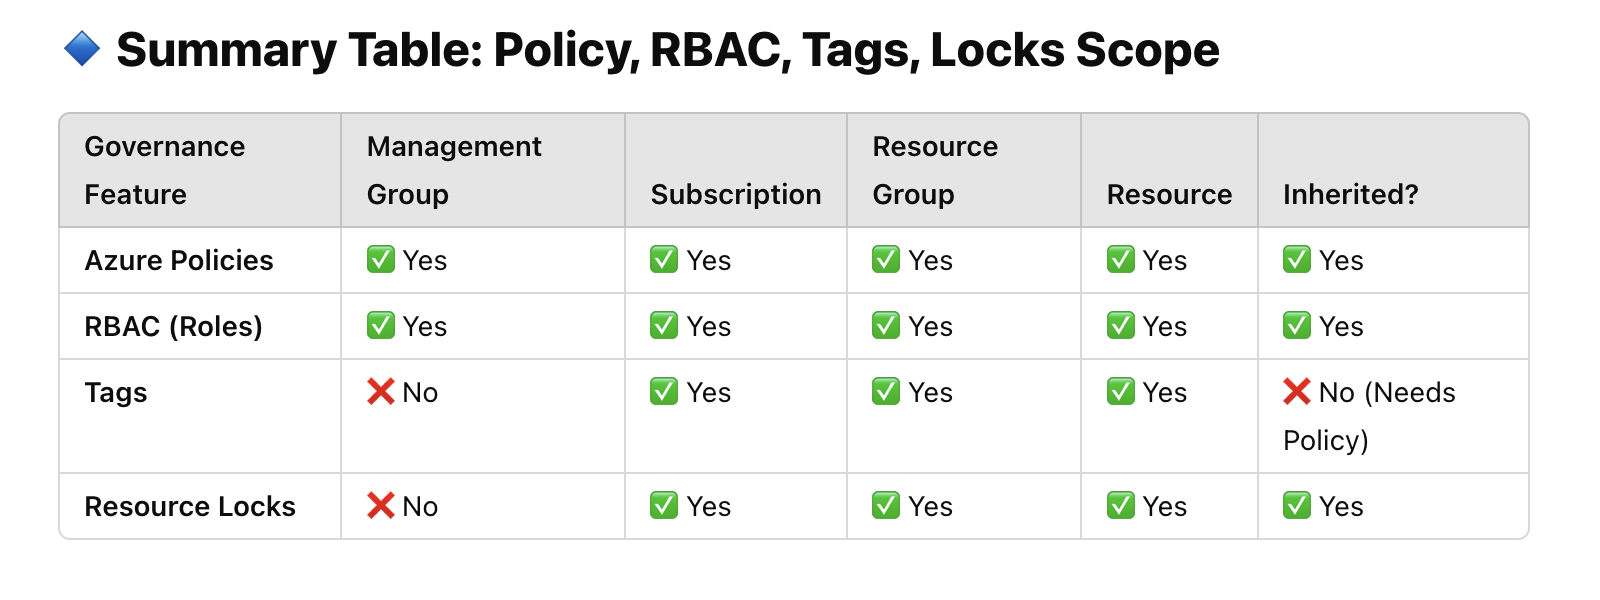 🔷 Summary Table: Policy, RBAC, Tags, Locks Scope
Governance Feature | Management Group | Subscription | Resource Group | Resource | Inherited?
Azure Policies | ✅ Yes | ✅ Yes | ✅ Yes | ✅ Yes | ✅ Yes
RBAC (Roles) | ✅ Yes | ✅ Yes | ✅ Yes | ✅ Yes | ✅ Yes
Tags | ❌ No | ✅ Yes | ✅ Yes | ✅ Yes | ❌ No (Needs Policy)
Resource Locks | ❌ No | ✅ Yes | ✅ Yes | ✅ Yes | ✅ Yes